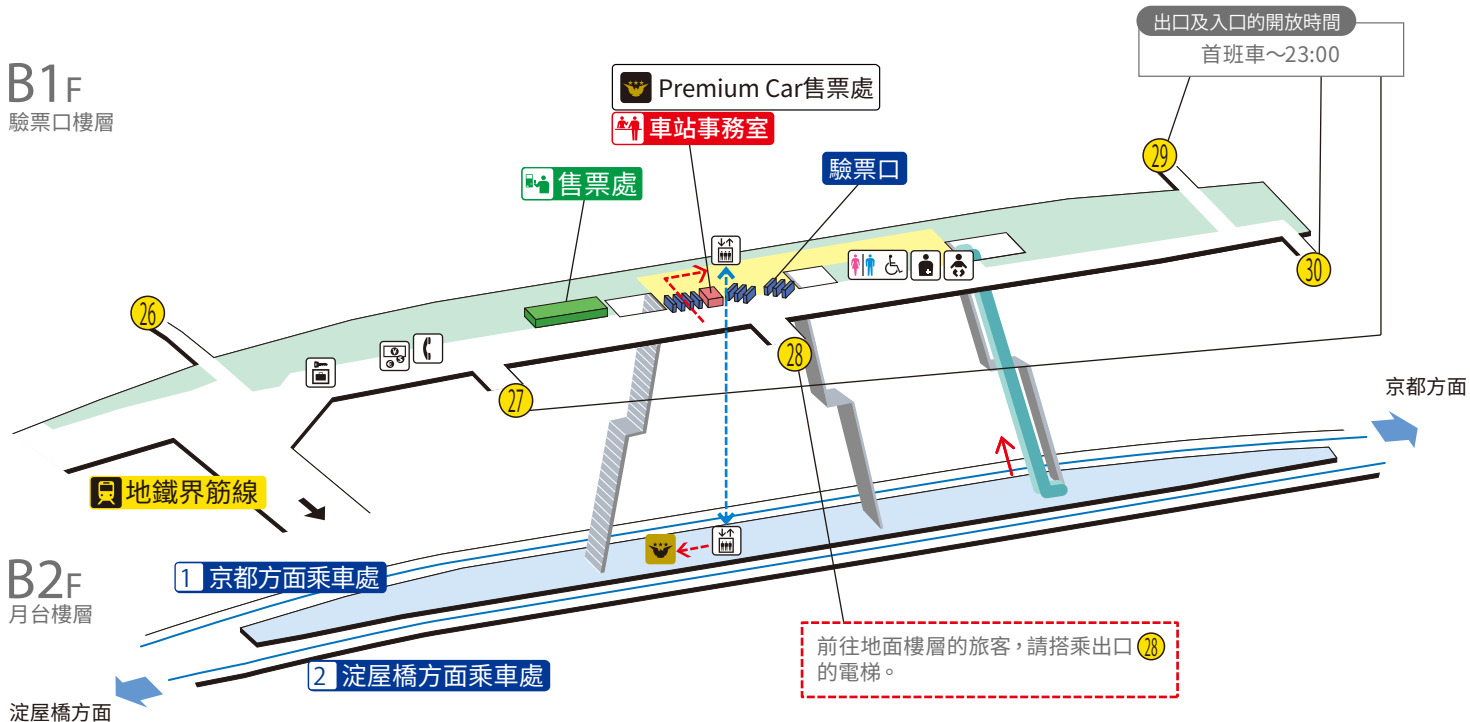 出口及入口的開放時間
首班車～23:00
B1F
驗票口樓層
Premium Car售票處
車站事務室
驗票口
售票處
29
30
26
28
27
京都方面
地鐵界筋線
B2F
月台樓層
1 京都方面乘車處
前往地面樓層的旅客，請搭乘出口 28
的電梯。
2 淀屋橋方面乘車處
淀屋橋方面